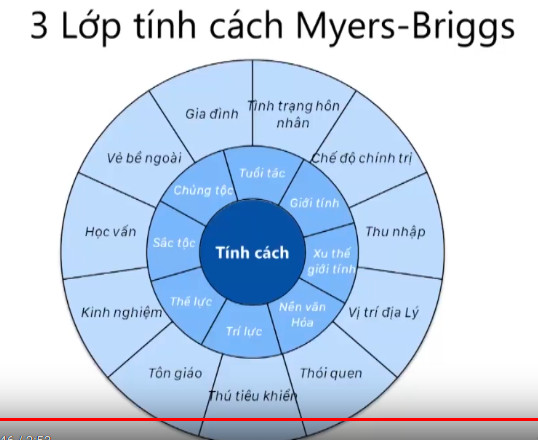 3 Lớp tính cách Myers-Briggs
Gia đình
Tình trạng hôn
nhân
Vẻ bề ngoài
Chế độ chính trị
Tuổi tác
Chủng tộc
Giới tính
Học vấn
Sắc tộc
Tính cách
Xu thế
giới tính
Thu nhập
Kinh nghiệm
Thể lực
Trí lực
Nền văn
Hóa
Vị trí địa Lý
Tôn giáo
Thú tiêu khiển
Thói quen